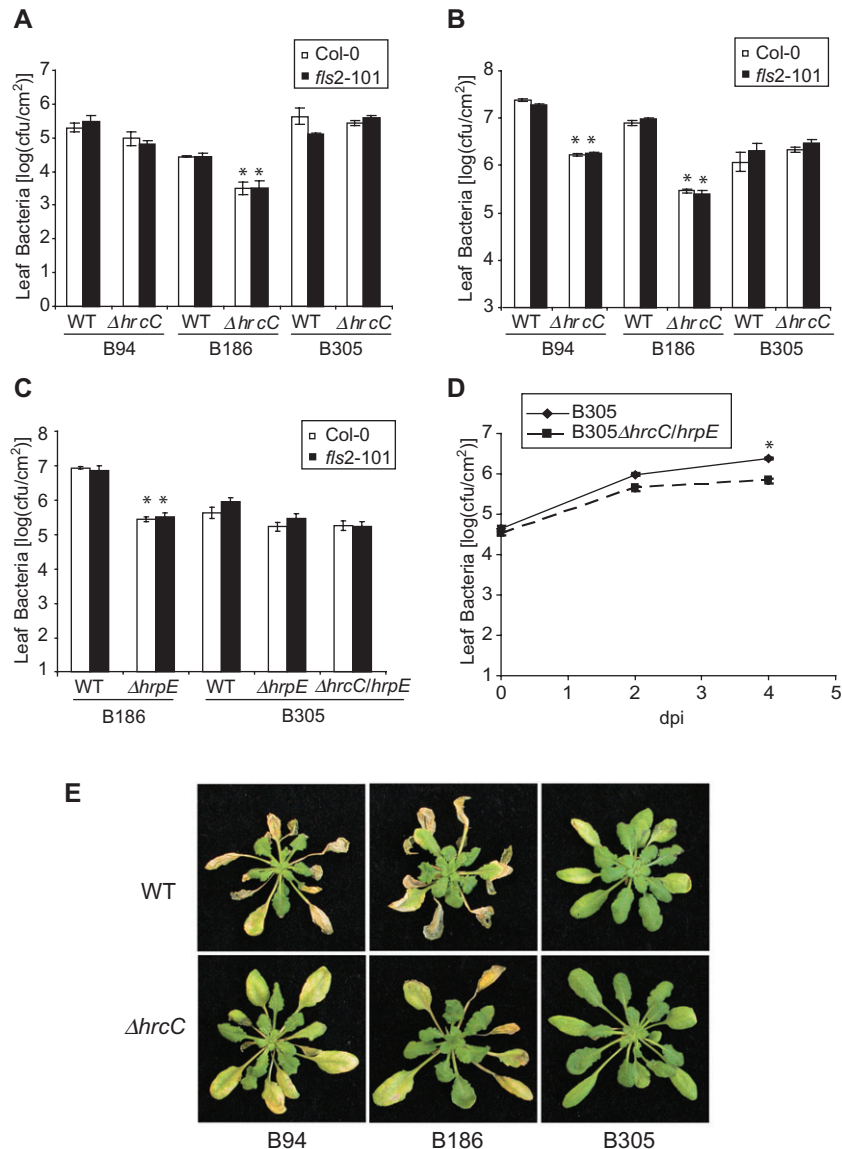 A
Col-0
fls2-101
Leaf Bacteria [log(cfu/cm²)]
7
6
5
4
3
2
1
0
* *
WT ΔhrcC WT ΔhrcC WT ΔhrcC
B94 B186 B305
B
Col-0
fls2-101
Leaf Bacteria [log(cfu/cm²)]
8
7
6
5
4
3
* *
* *
WT ΔhrcC WT ΔhrcC WT ΔhrcC
B94 B186 B305
C
Col-0
fls2-101
Leaf Bacteria [log(cfu/cm²)]
8
7
6
5
4
3
2
1
* *
WT ΔhrpE WT ΔhrpE ΔhrcC/hrpE
B186 B305
D
B305
B305ΔhrcC/hrpE
Leaf Bacteria [log(cfu/cm²)]
7
6
5
4
3
2
1
*
0 1 2 3 4 5
dpi
E
WT
ΔhrcC
B94 B186 B305